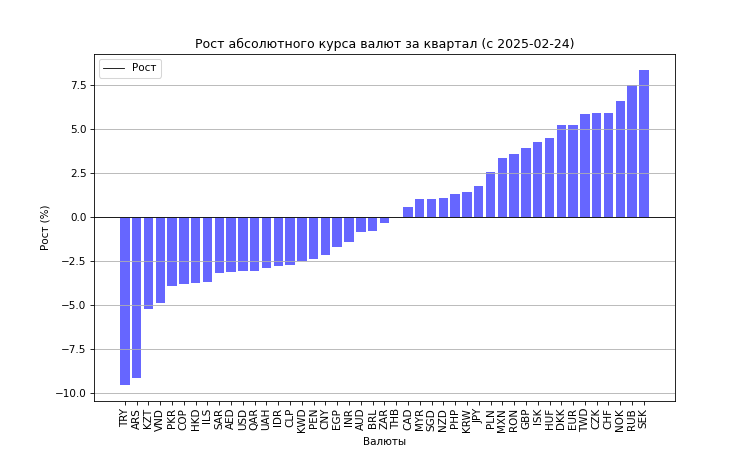 Рост абсолютного курса валют за квартал (с 2025-02-24)
Рост
7.5
5.0
2.5
0.0
−2.5
−5.0
−7.5
−10.0
Рост (%)
TRY ARS KZT VND PKR COP HKD ILS SAR AED USD QAR UAH IDR CLP KWD PEN CNY EGP INR AUD BRL ZAR THB CAD MYR SGD NZD PHP KRW JPY PLN MXN RON GBP ISK HUF DKK EUR TWD CZK CHF NOK RUB SEK
Валюты